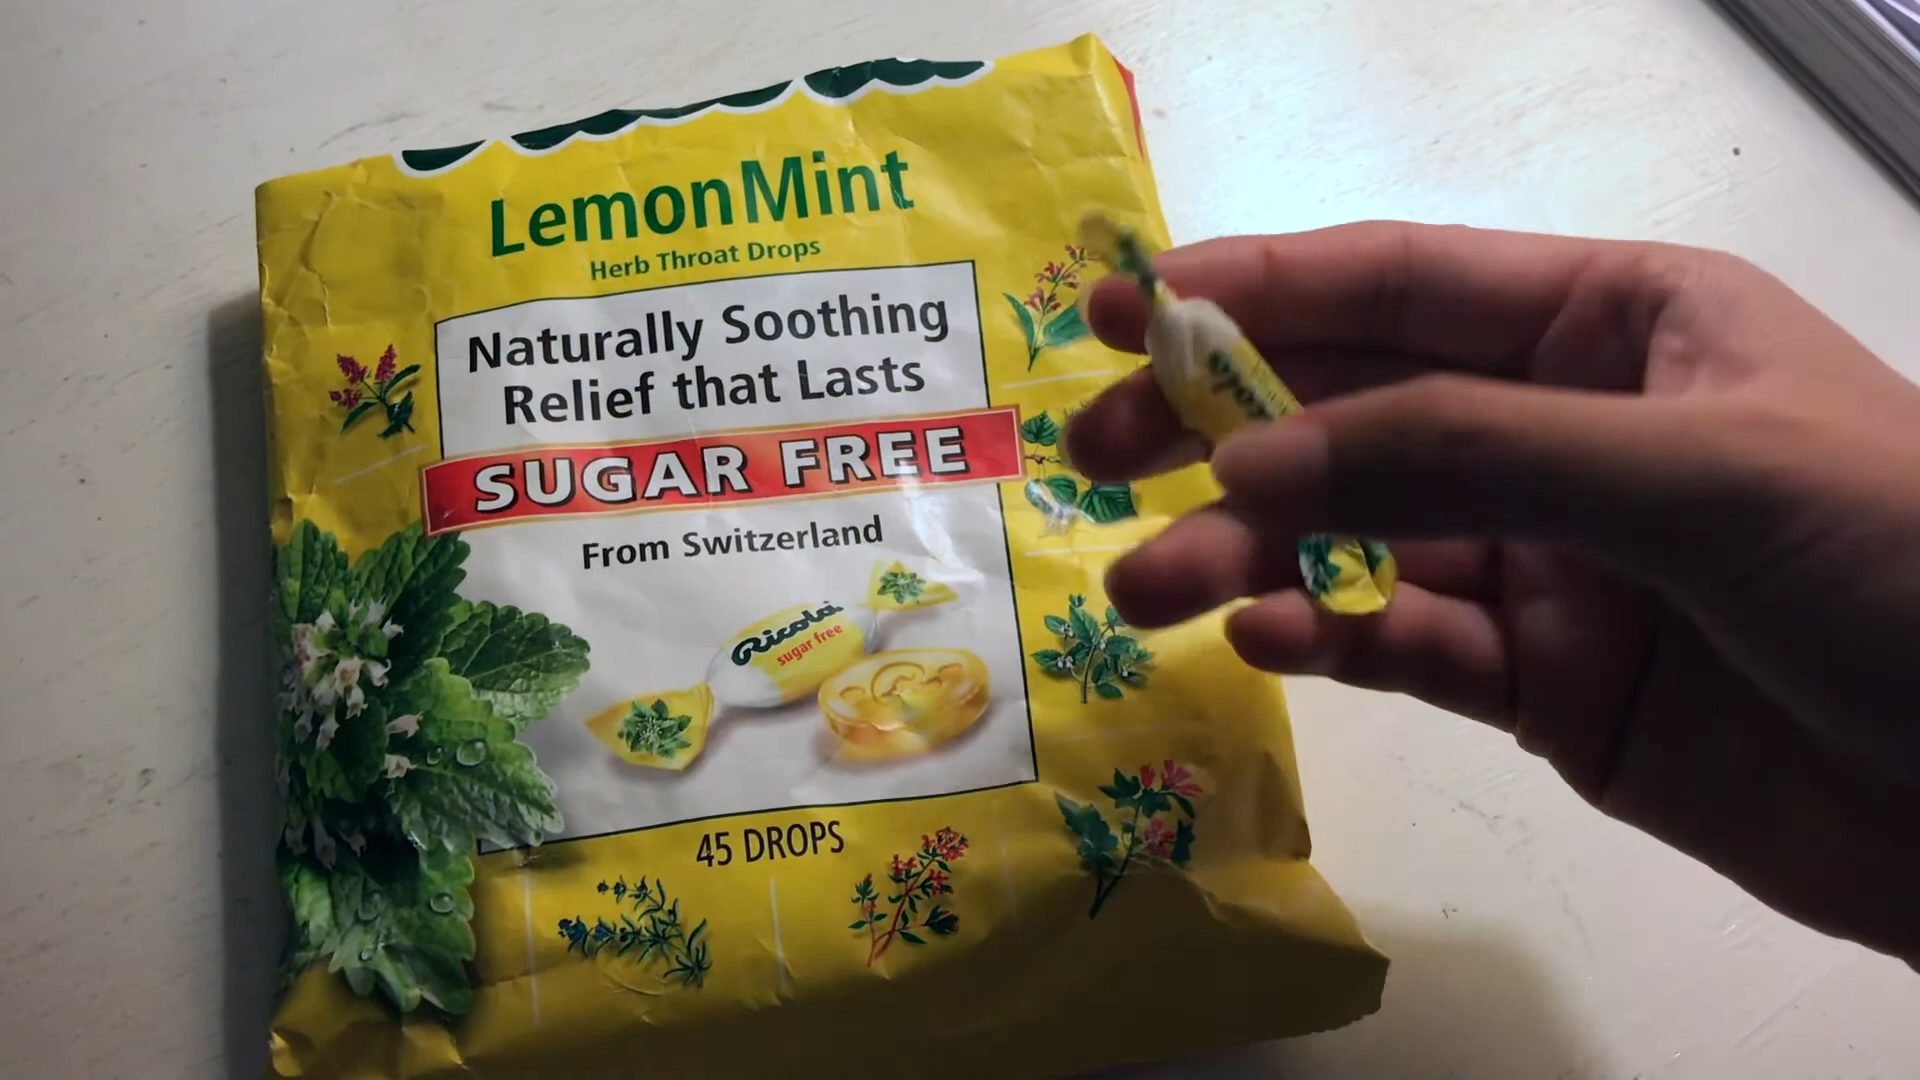 LemonMint
Herb Throat Drops
Naturally Soothing
Relief that Lasts
SUGAR FREE
From Switzerland
Ricola
sugar free
45 DROPS